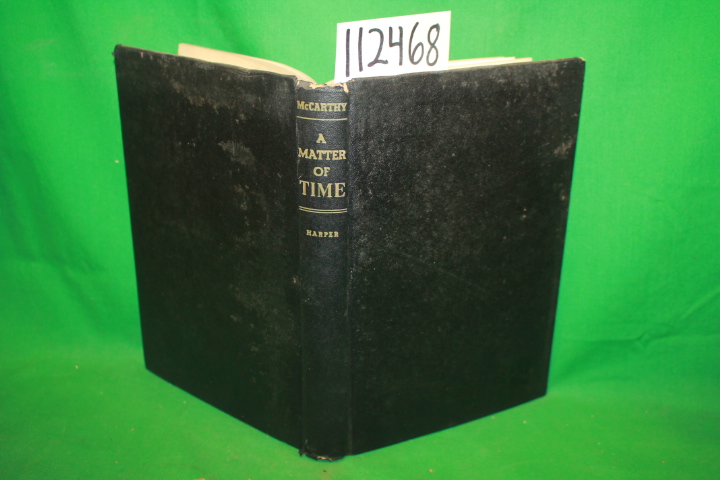 112468
McCARTHY
A
MATTER
OF
TIME
HARPER